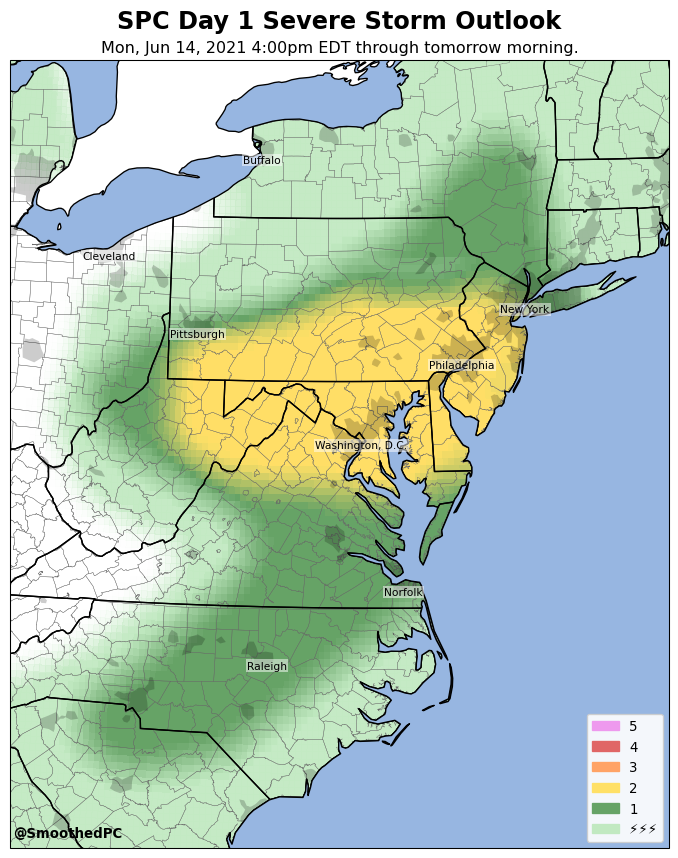 SPC Day 1 Severe Storm Outlook
Mon, Jun 14, 2021 4:00pm EDT through tomorrow morning.
Buffalo
Cleveland
New York
Pittsburgh
Philadelphia
Washington, D.C.
Norfolk
Raleigh
5
4
3
2
1
⚡⚡⚡
@SmoothedPC